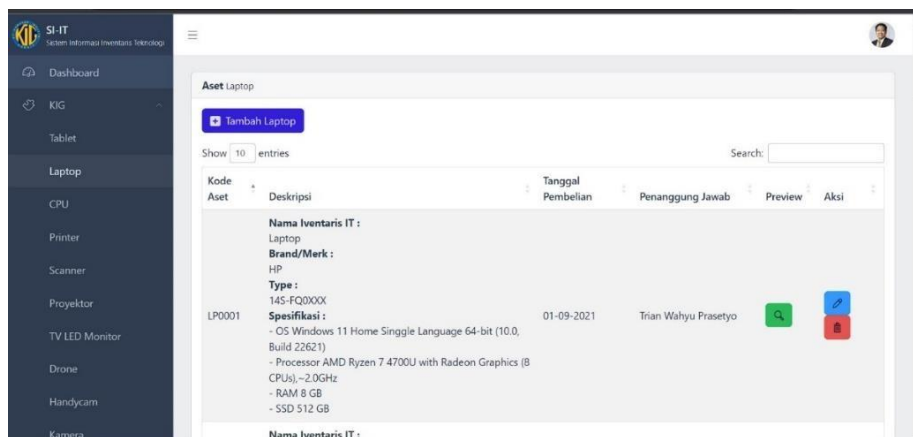 KIG
SI-IT
Sistem Informasi Inventaris Teknologi
Dashboard
KIG
Tablet
Laptop
CPU
Printer
Scanner
Proyektor
TV LED Monitor
Drone
Handycam
Kamera
Aset Laptop
Tambah Laptop
Show 10 entries
Search:
Kode Aset
Deskripsi
Tanggal Pembelian
Penanggung Jawab
Preview
Aksi
LP0001
Nama Iventaris IT :
Laptop
Brand/Merk :
HP
Type :
14S-FQ0XXX
Spesifikasi :
- OS Windows 11 Home Singgle Language 64-bit (10.0,
Build 22621)
- Processor AMD Ryzen 7 4700U with Radeon Graphics (8
CPUs),~2.0GHz
- RAM 8 GB
- SSD 512 GB
01-09-2021
Trian Wahyu Prasetyo
Nama Iventaris IT :